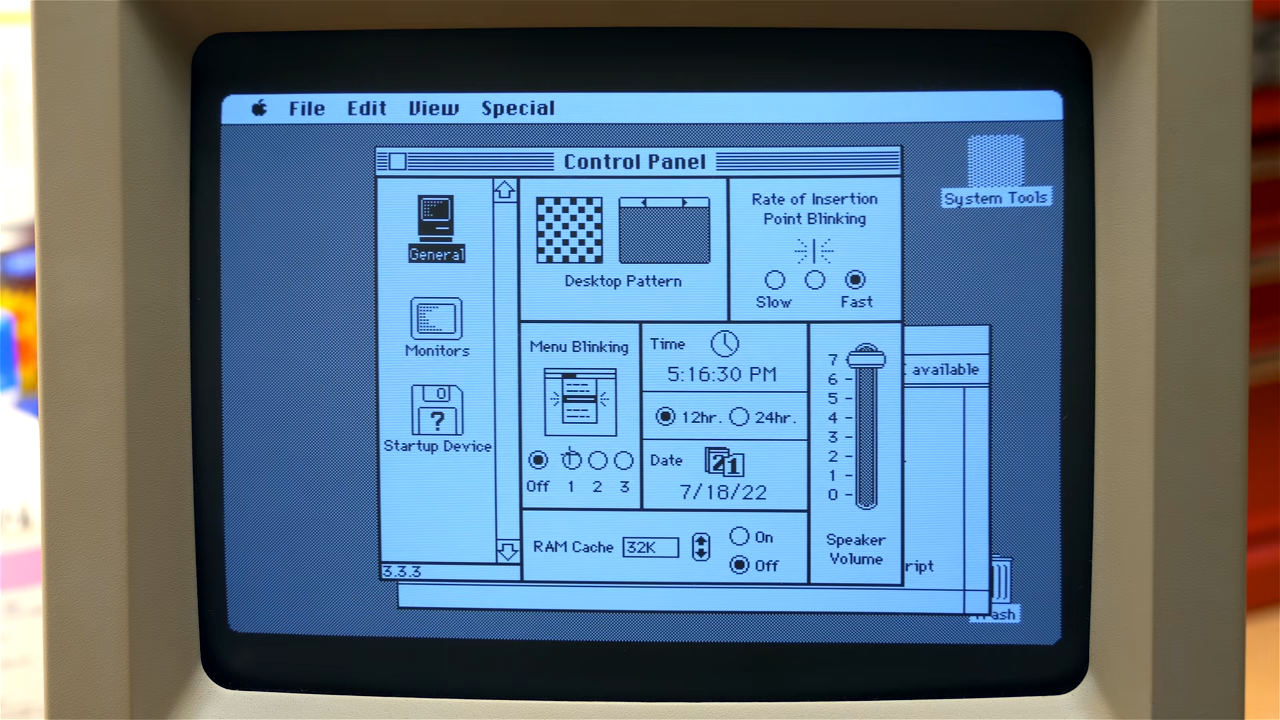 File Edit View Special
Control Panel
System Tools
General
Monitors
Startup Device
3.3.3
Desktop Pattern
Rate of Insertion
Point Blinking
Slow Fast
Menu Blinking
Off 1 2 3
Time
5:16:30 PM
12hr. 24hr.
Date
21
7/18/22
RAM Cache 32K
On
Off
7
6
5
4
3
2
1
0
Speaker
Volume
available
ript
ash